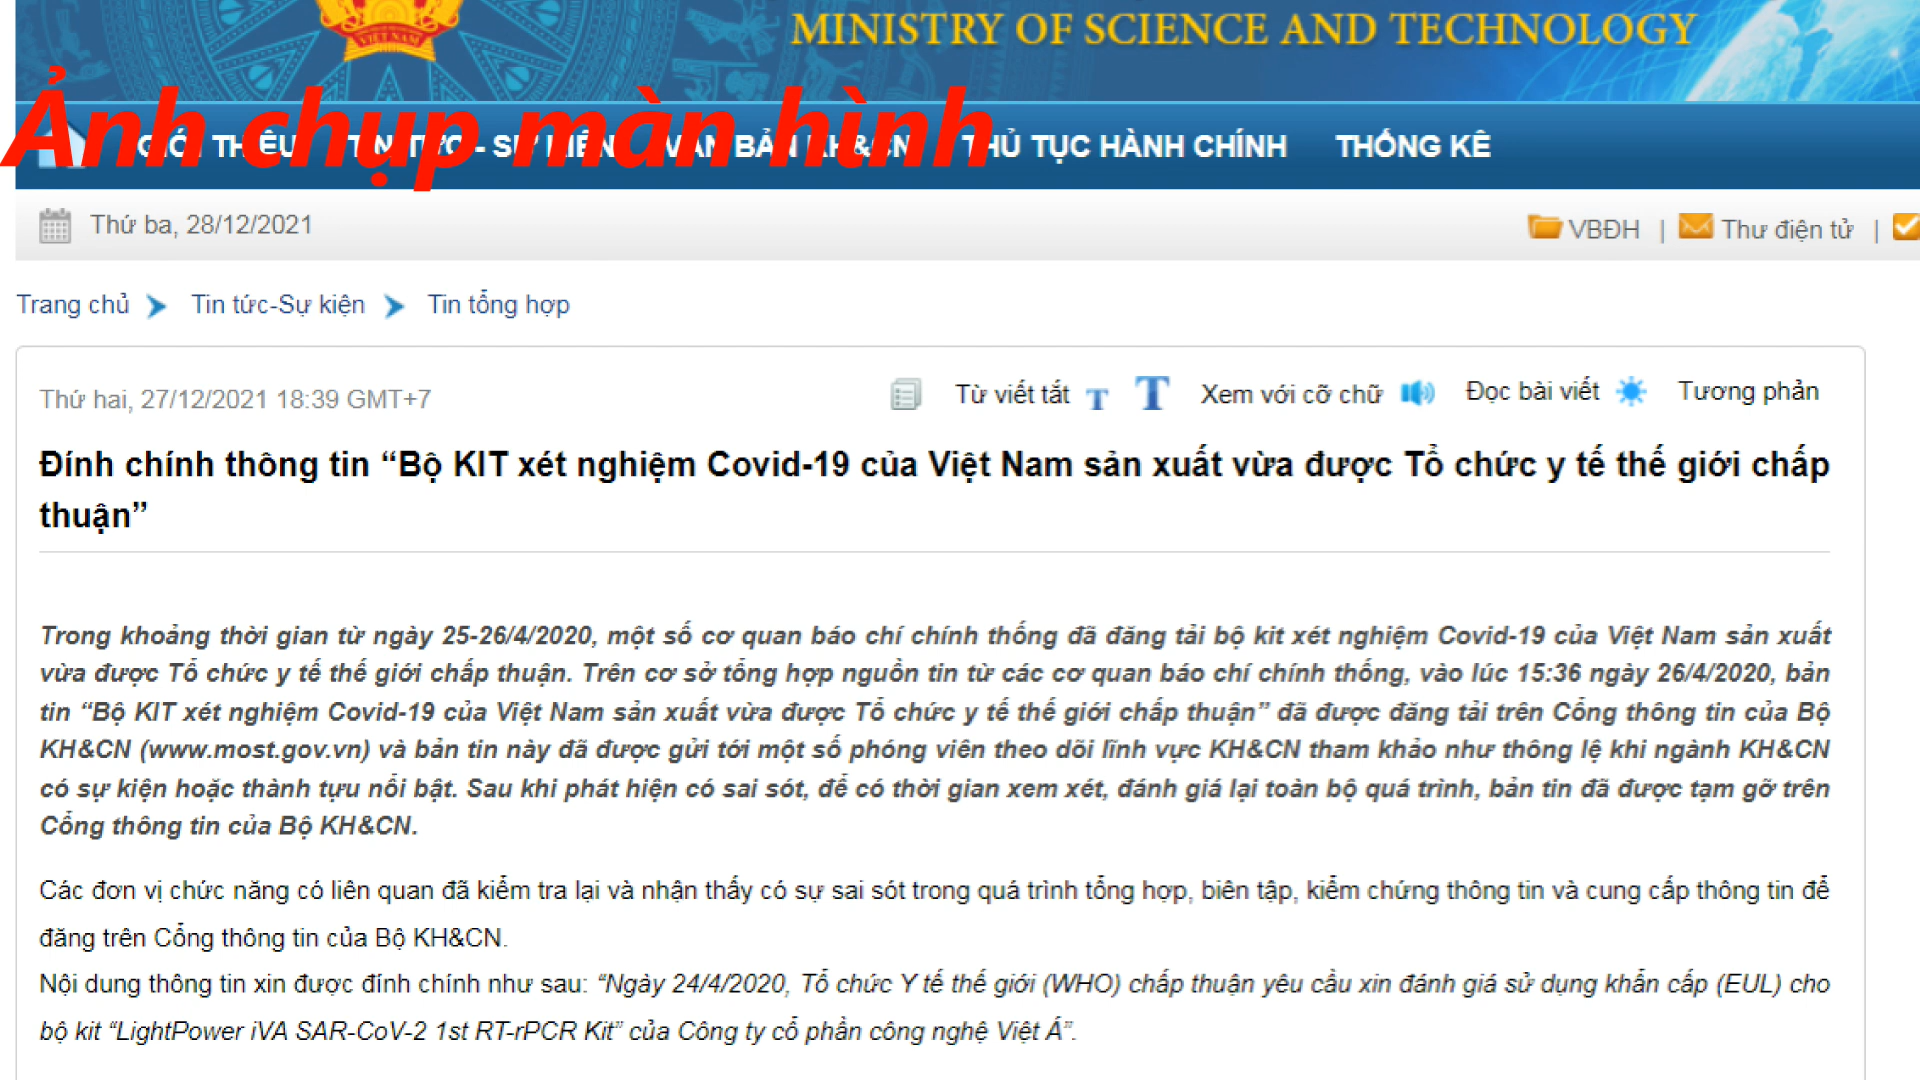 VIỆT NAM
MINISTRY OF SCIENCE AND TECHNOLOGY
Ảnh chụp màn hình
GIỚI THIỆU TIN TỨC - SỰ KIỆN VĂN BẢN KH&CN THỦ TỤC HÀNH CHÍNH THỐNG KÊ
Thứ ba, 28/12/2021 VBĐH | Thư điện tử |
Trang chủ Tin tức-Sự kiện Tin tổng hợp
Thứ hai, 27/12/2021 18:39 GMT+7 Từ viết tắt T T Xem với cỡ chữ Đọc bài viết Tương phản
Đính chính thông tin “Bộ KIT xét nghiệm Covid-19 của Việt Nam sản xuất vừa được Tổ chức y tế thế giới chấp
thuận”
Trong khoảng thời gian từ ngày 25-26/4/2020, một số cơ quan báo chí chính thống đã đăng tải bộ kit xét nghiệm Covid-19 của Việt Nam sản xuất
vừa được Tổ chức y tế thế giới chấp thuận. Trên cơ sở tổng hợp nguồn tin từ các cơ quan báo chí chính thống, vào lúc 15:36 ngày 26/4/2020, bản
tin “Bộ KIT xét nghiệm Covid-19 của Việt Nam sản xuất vừa được Tổ chức y tế thế giới chấp thuận” đã được đăng tải trên Cổng thông tin của Bộ
KH&CN (www.most.gov.vn) và bản tin này đã được gửi tới một số phóng viên theo dõi lĩnh vực KH&CN tham khảo như thông lệ khi ngành KH&CN
có sự kiện hoặc thành tựu nổi bật. Sau khi phát hiện có sai sót, để có thời gian xem xét, đánh giá lại toàn bộ quá trình, bản tin đã được tạm gỡ trên
Cổng thông tin của Bộ KH&CN.
Các đơn vị chức năng có liên quan đã kiểm tra lại và nhận thấy có sự sai sót trong quá trình tổng hợp, biên tập, kiểm chứng thông tin và cung cấp thông tin để
đăng trên Cổng thông tin của Bộ KH&CN.
Nội dung thông tin xin được đính chính như sau: “Ngày 24/4/2020, Tổ chức Y tế thế giới (WHO) chấp thuận yêu cầu xin đánh giá sử dụng khẩn cấp (EUL) cho
bộ kit “LightPower iVA SAR-CoV-2 1st RT-rPCR Kit” của Công ty cổ phần công nghệ Việt Á”.